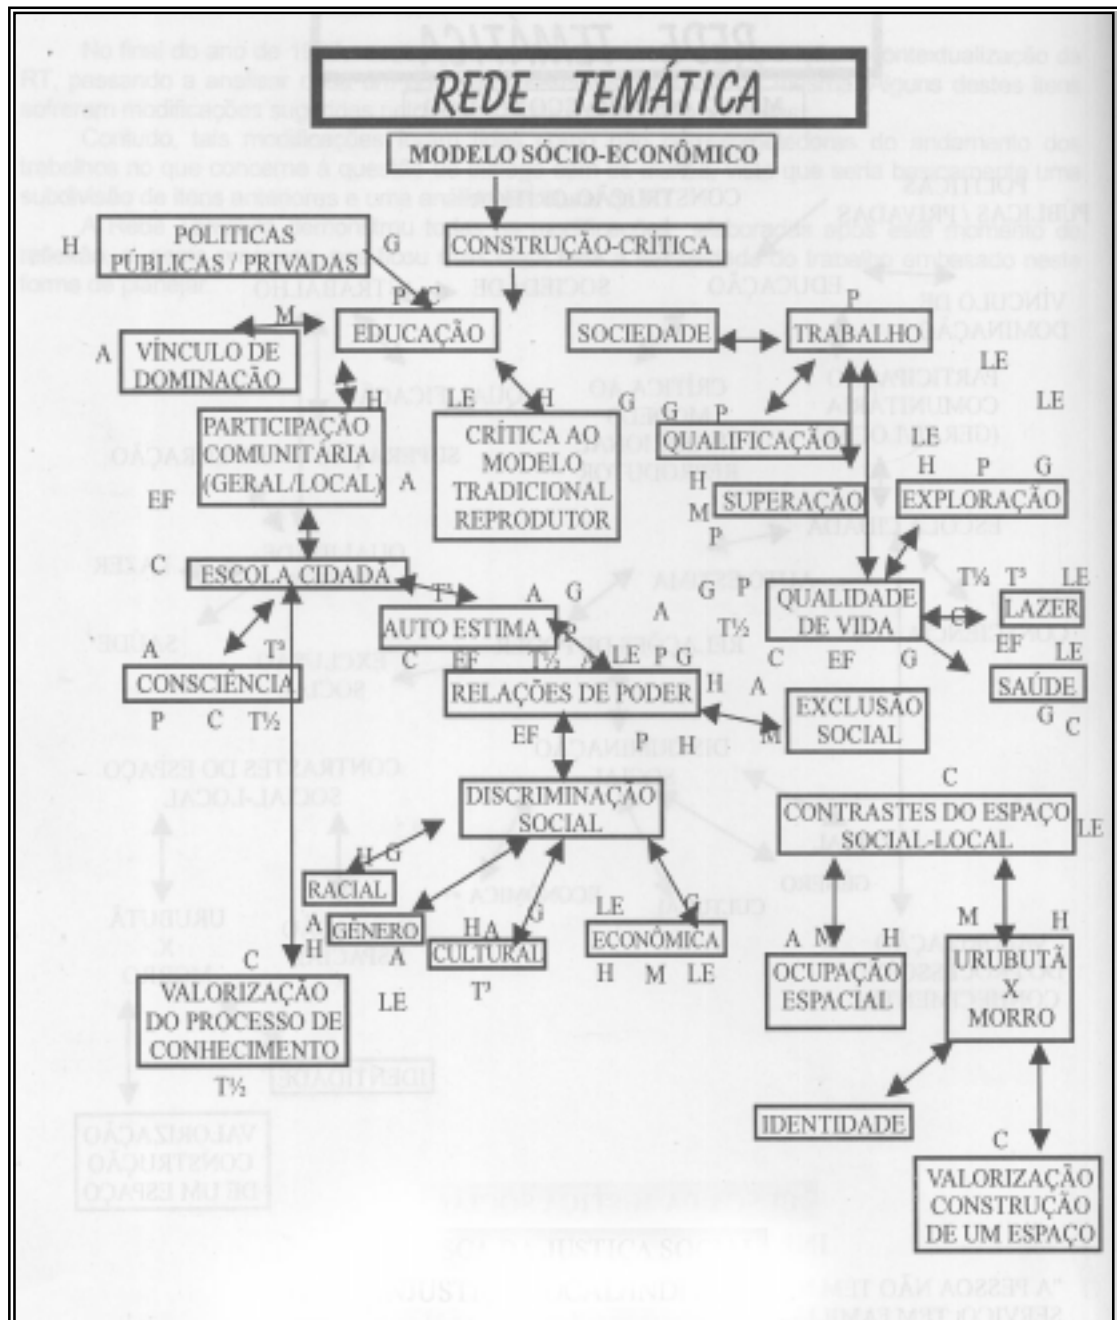 REDE TEMÁTICA
MODELO SÓCIO-ECONÔMICO
H
POLITICAS
PÚBLICAS / PRIVADAS
G
CONSTRUÇÃO-CRÍTICA
P C
P
M
EDUCAÇÃO
SOCIEDADE
TRABALHO
A
VÍNCULO DE
DOMINAÇÃO
LE
H
LE
H
G
G P
LE
PARTICIPAÇÃO
COMUNITÁRIA
(GERAL/LOCAL)
CRÍTICA AO
MODELO
TRADICIONAL
REPRODUTOR
QUALIFICAÇÃO
LE
H P G
EF
A
H
M
P
SUPERAÇÃO
EXPLORAÇÃO
C
ESCOLA CIDADÃ
T³
A
G
A
G
P
T½
QUALIDADE
DE VIDA
T½
T³
LE
C
LAZER
AUTO ESTIMA
P
A
T³
C
EF
T½
A
LE
P
G
C
EF
G
EF
LE
CONSCIÊNCIA
RELAÇÕES DE PODER
H
A
EXCLUSÃO
SOCIAL
SAÚDE
P
C
T½
EF
P
H
M
G
C
C
DISCRIMINAÇÃO
SOCIAL
CONTRASTES DO ESPAÇO
SOCIAL-LOCAL
LE
H G
RACIAL
A
H
GÊNERO
A
H A
G
CULTURAL
T³
LE
G
ECONÔMICA
H
M
LE
A
M
H
OCUPAÇÃO
ESPACIAL
M
H
URUBUTÃ
X
MORRO
C
LE
VALORIZAÇÃO
DO PROCESSO DE
CONHECIMENTO
T½
IDENTIDADE
C
VALORIZAÇÃO
CONSTRUÇÃO
DE UM ESPAÇO